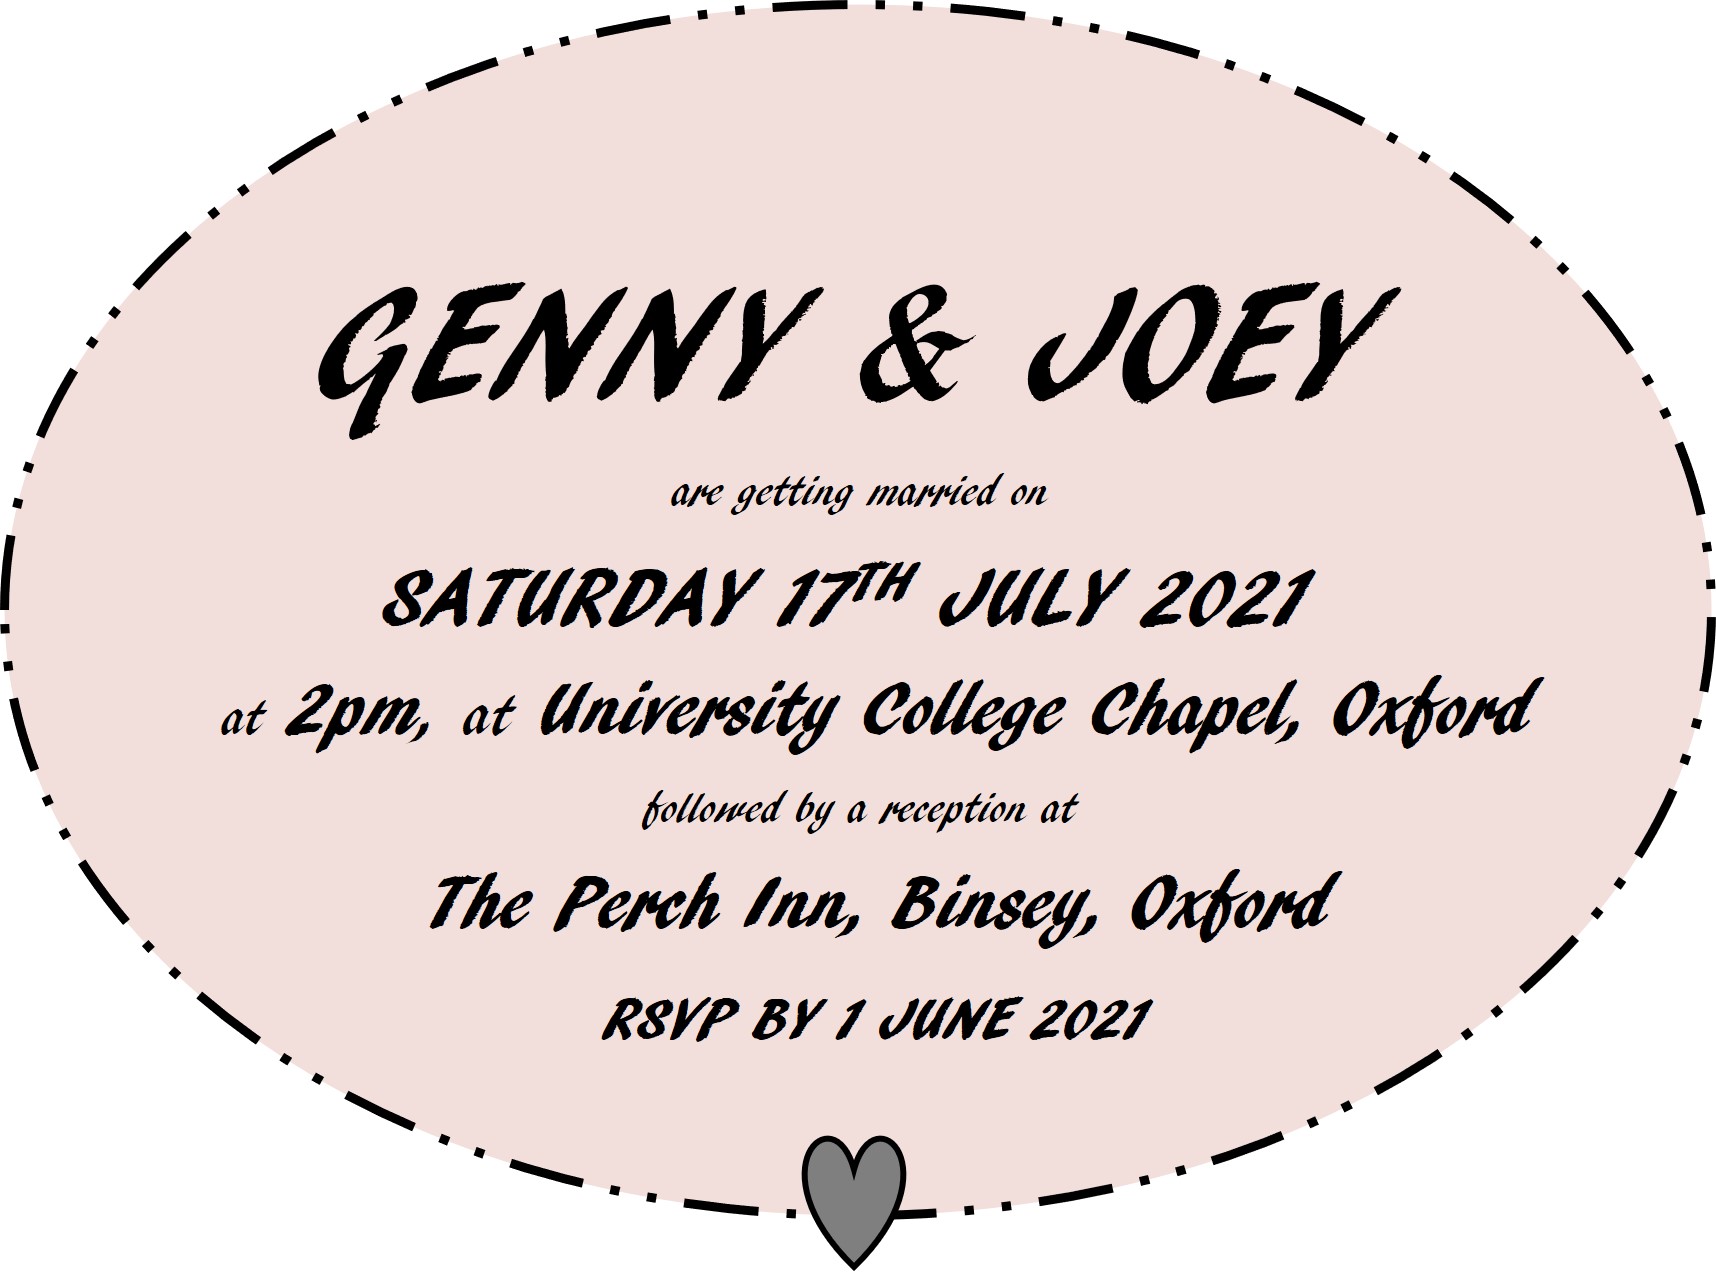 GENNY & JOEY
are getting married on
SATURDAY 17TH JULY 2021
at 2pm, at University College Chapel, Oxford
followed by a reception at
The Perch Inn, Binsey, Oxford
RSVP BY 1 JUNE 2021